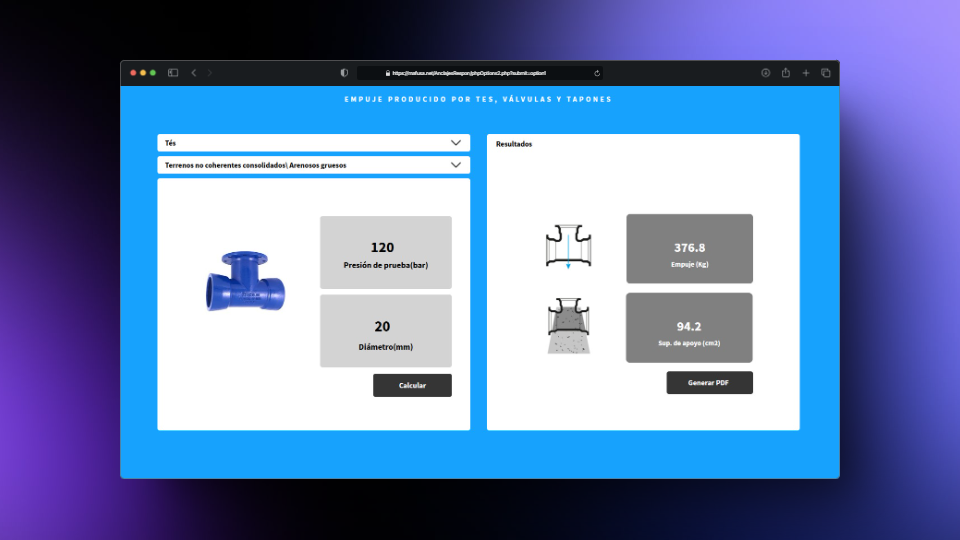 https://mafusa.net/AnclajesReepan/phpOptions2.php?submit=option1
EMPUJE PRODUCIDO POR TES, VÁLVULAS Y TAPONES
Tés
Terrenos no coherentes consolidados\ Arenosos gruesos
120
Presión de prueba(bar)
20
Diámetro(mm)
Calcular
Resultados
376.8
Empuje (Kg)
94.2
Sup. de apoyo (cm2)
Generar PDF